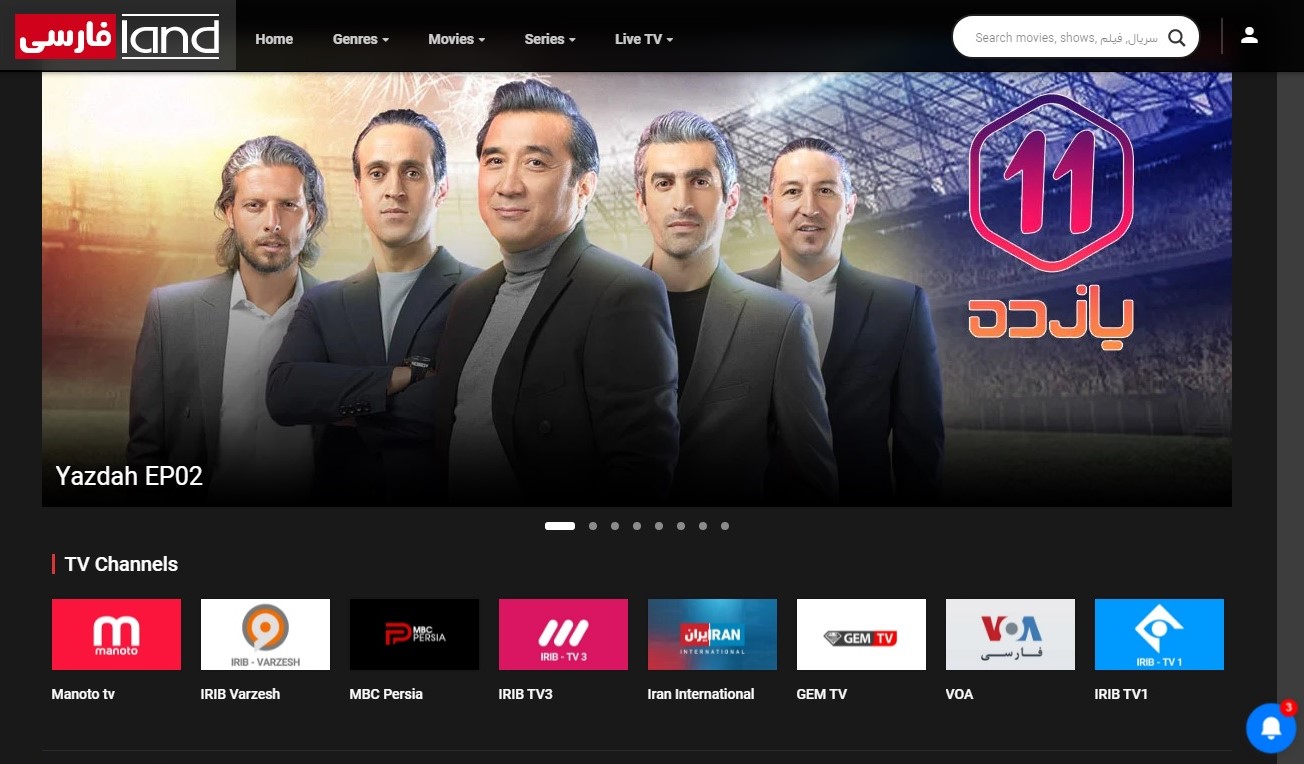 فارسی land
Home
Genres
Movies
Series
Live TV
Search movies, shows, سریال, فیلم
11
یازده
Yazdah EP02
TV Channels
m
manoto
IRIB - VARZESH
MBC
PERSIA
IRIB - TV 3
ایران IRAN
INTERNATIONAL
GEM TV
VOA
فارسی
IRIB - TV 1
Manoto tv
IRIB Varzesh
MBC Persia
IRIB TV3
Iran International
GEM TV
VOA
IRIB TV1
3